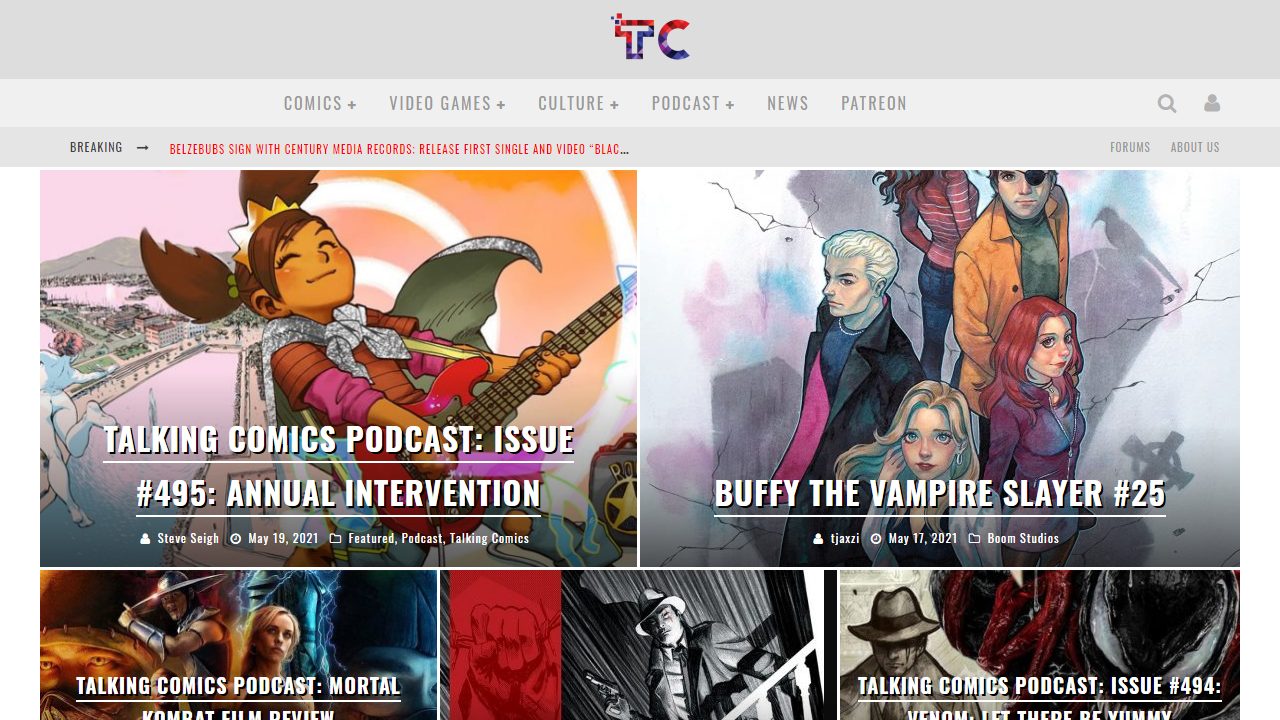 TC
COMICS +
VIDEO GAMES +
CULTURE +
PODCAST +
NEWS
PATREON
BREAKING →
BELZEBUBS SIGN WITH CENTURY MEDIA RECORDS; RELEASE FIRST SINGLE AND VIDEO “BLAC...
FORUMS
ABOUT US
TALKING COMICS PODCAST: ISSUE
#495: ANNUAL INTERVENTION
Steve Seigh May 19, 2021 Featured, Podcast, Talking Comics
BUFFY THE VAMPIRE SLAYER #25
tjaxzi May 17, 2021 Boom Studios
TALKING COMICS PODCAST: MORTAL
KOMBAT FILM REVIEW
TALKING COMICS PODCAST: ISSUE #494:
VENOM: LET THERE BE YUMMY